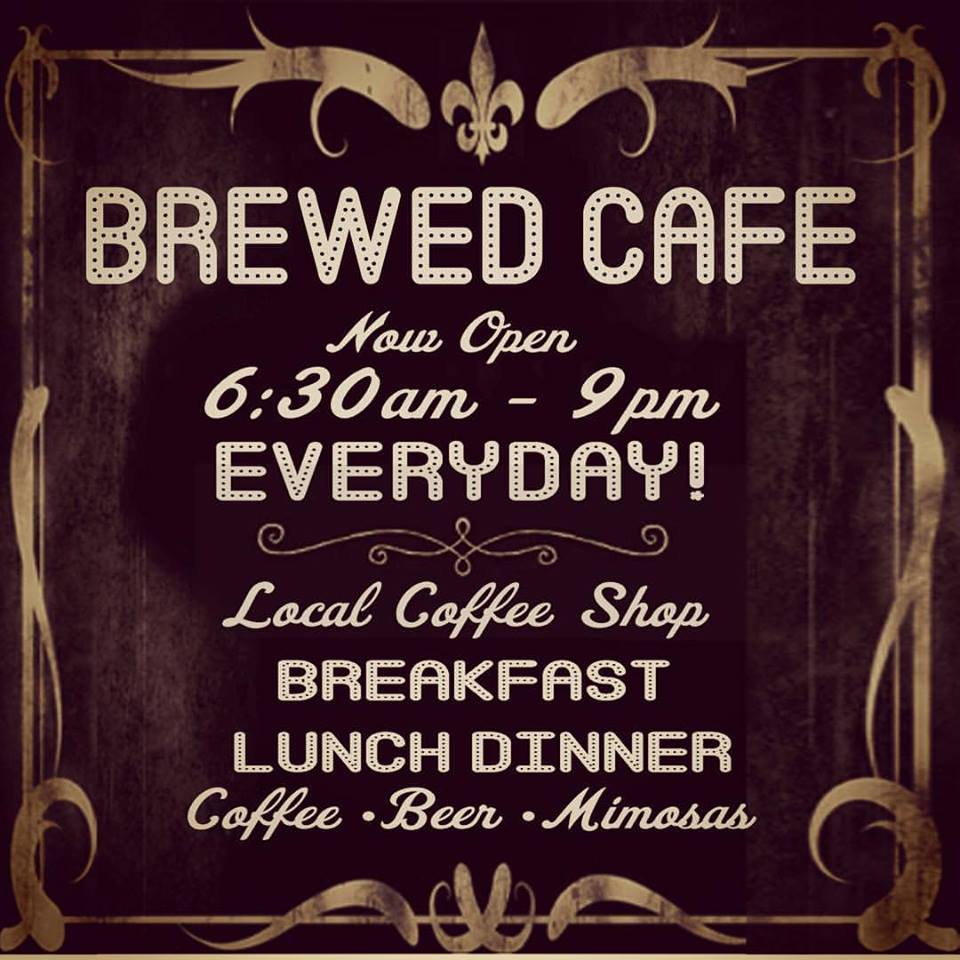 BREWED CAFE
Now Open
6:30am - 9pm
EVERYDAY!
Local Coffee Shop
BREAKFAST
LUNCH DINNER
Coffee • Beer • Mimosas